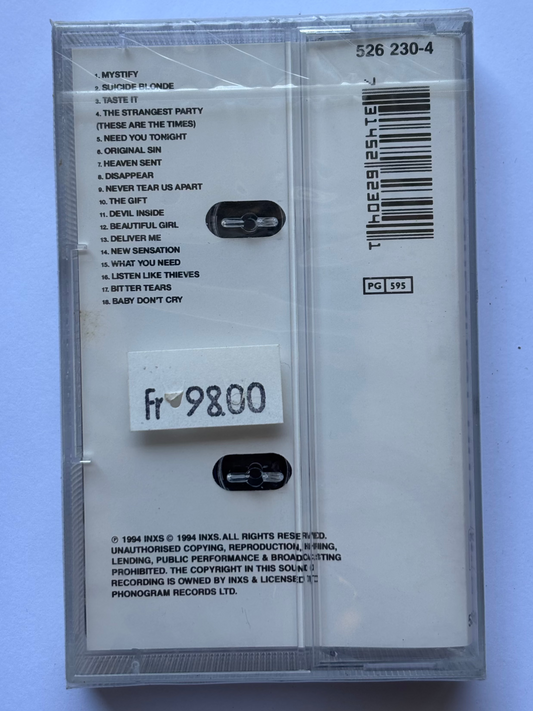 526 230-4
1. MYSTIFY
2. SUICIDE BLONDE
3. TASTE IT
4. THE STRANGEST PARTY
(THESE ARE THE TIMES)
5. NEED YOU TONIGHT
6. ORIGINAL SIN
7. HEAVEN SENT
8. DISAPPEAR
9. NEVER TEAR US APART
10. THE GIFT
11. DEVIL INSIDE
12. BEAUTIFUL GIRL
13. DELIVER ME
14. NEW SENSATION
15. WHAT YOU NEED
16. LISTEN LIKE THIEVES
17. BITTER TEARS
18. BABY DON'T CRY
7 31452 62304 1
PG 595
Fr 98.00
℗ 1994 INXS © 1994 INXS. ALL RIGHTS RESERVED.
UNAUTHORISED COPYING, REPRODUCTION, HIRING,
LENDING, PUBLIC PERFORMANCE & BROADCASTING
PROHIBITED. THE COPYRIGHT IN THIS SOUND
RECORDING IS OWNED BY INXS & LICENSED TO
PHONOGRAM RECORDS LTD.